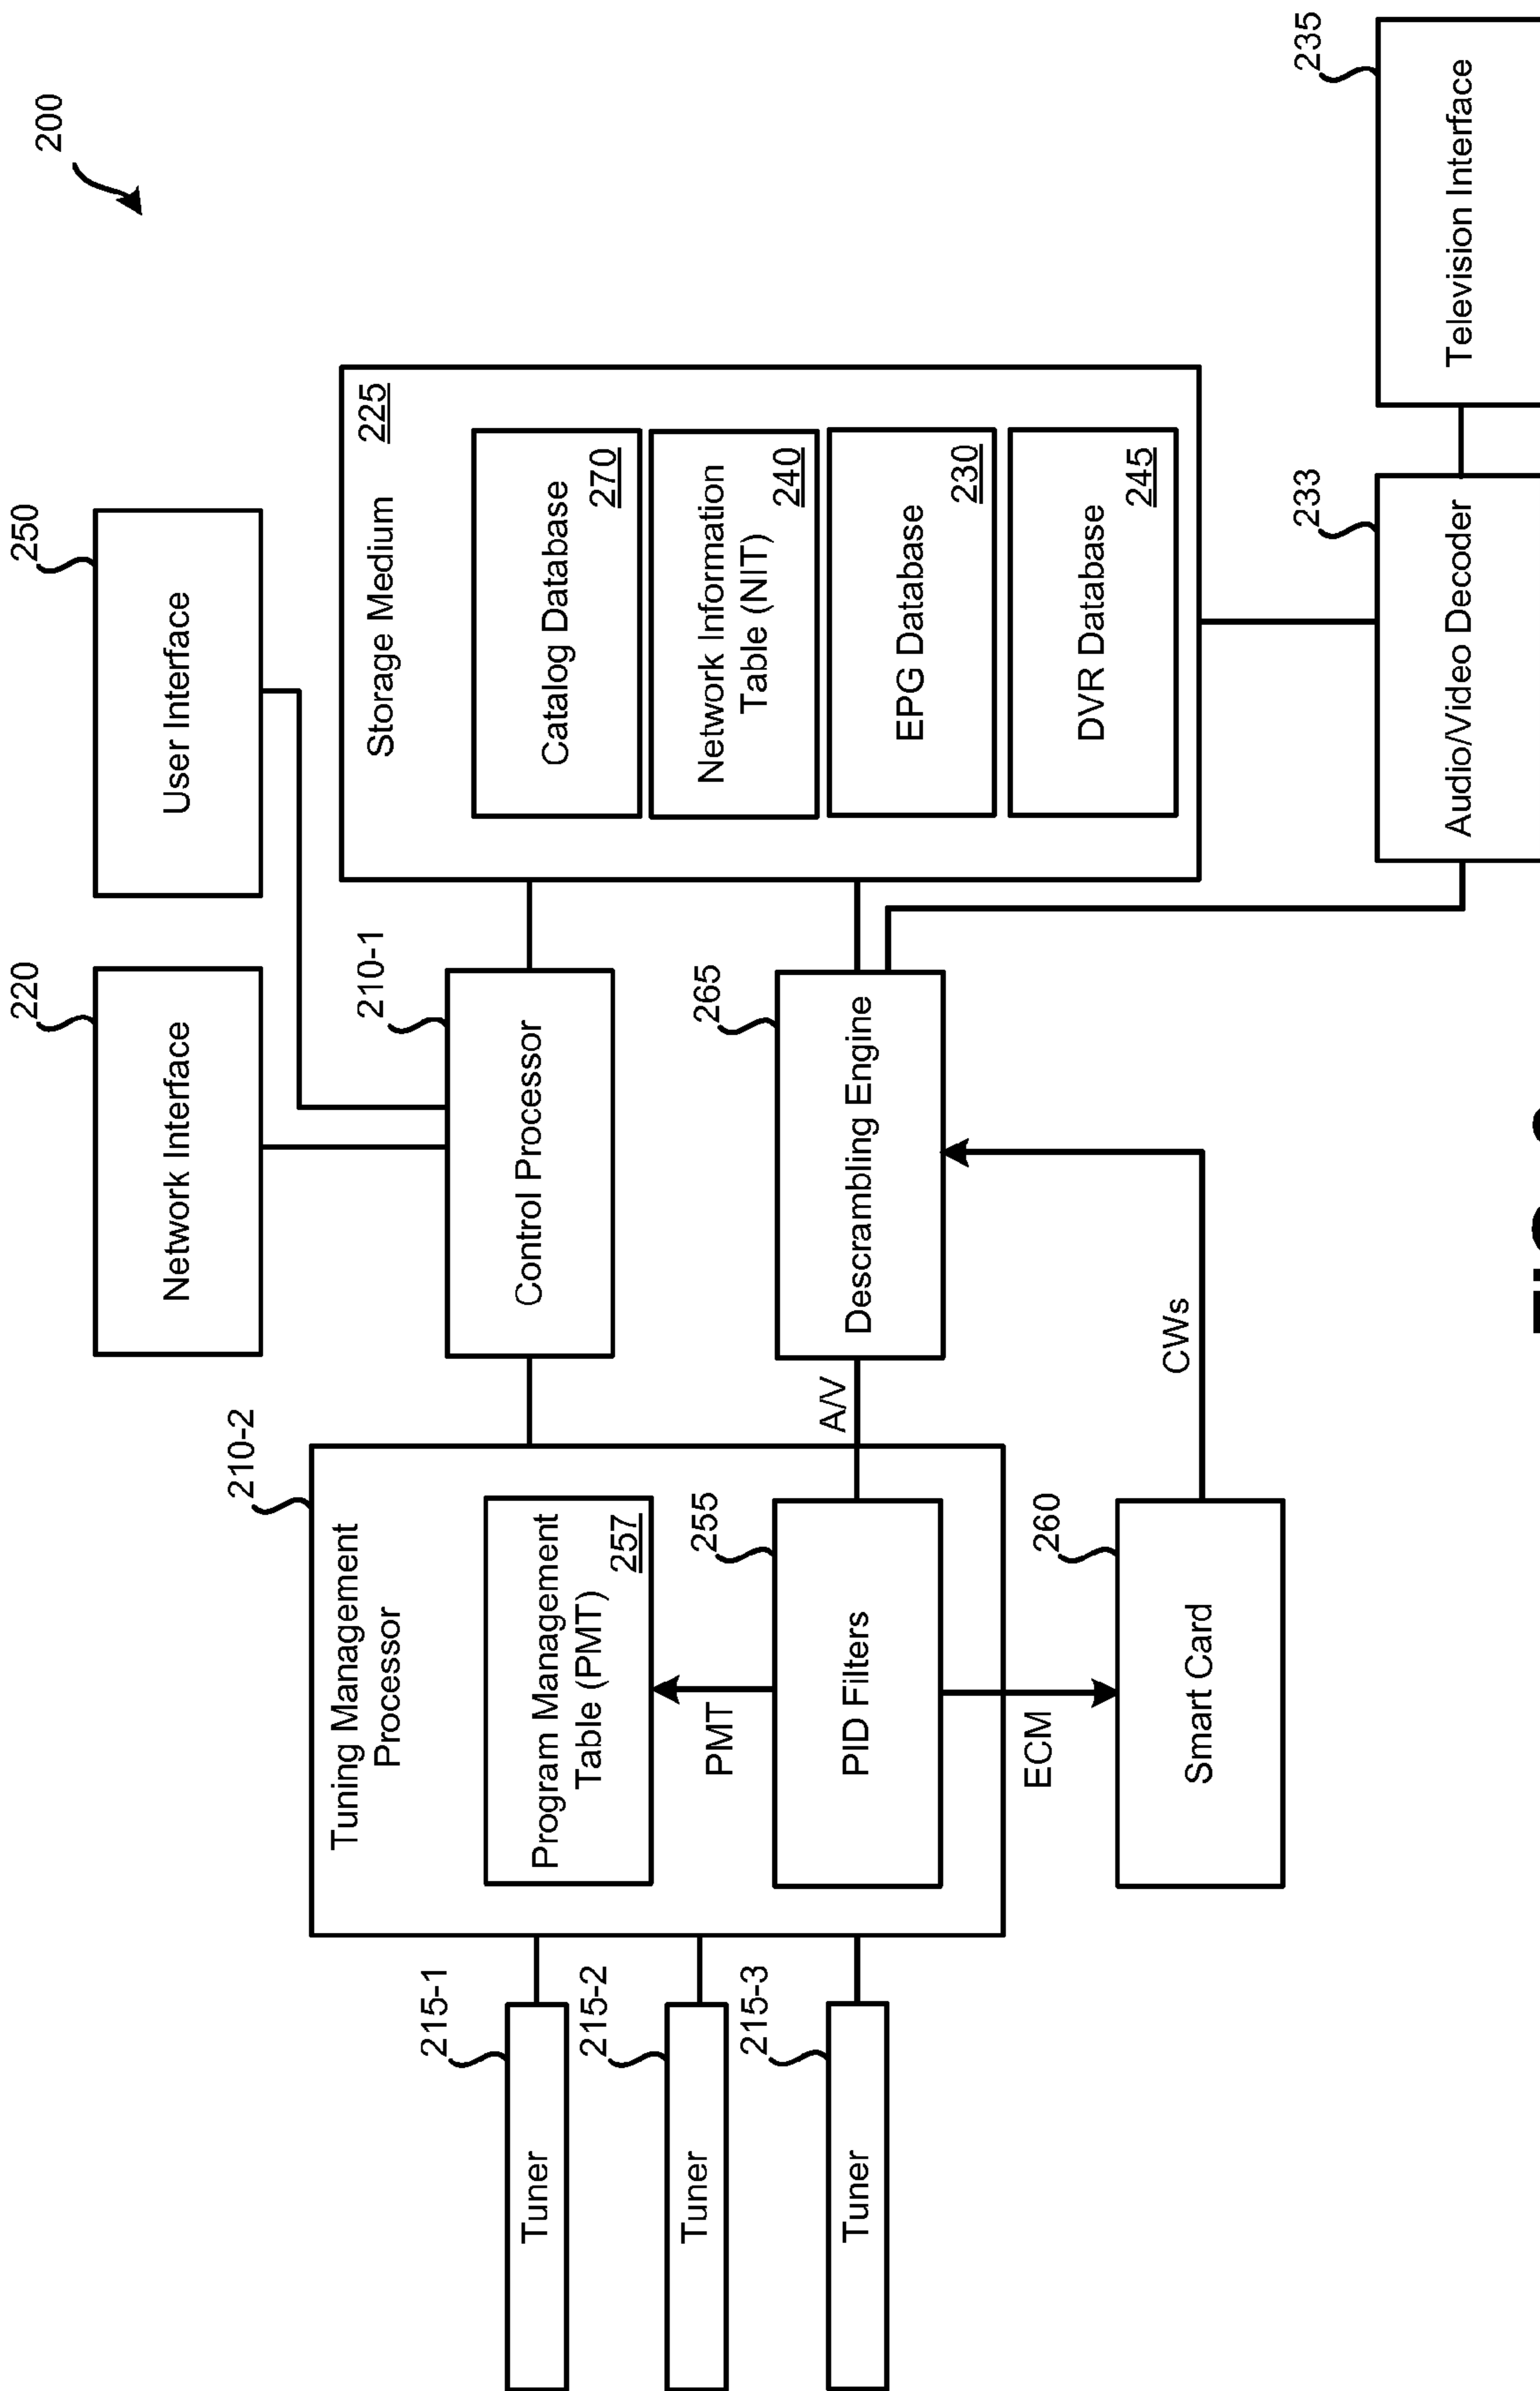 200
220
250
Network Interface
User Interface
210-2
Tuning Management
Processor
210-1
Control Processor
Storage Medium
225
Catalog Database
270
Network Information
Table (NIT)
240
EPG Database
230
DVR Database
245
Program Management
Table (PMT)
257
215-1
Tuner
215-2
Tuner
215-3
Tuner
PMT
255
PID Filters
A/V
265
Descrambling Engine
ECM
260
Smart Card
CWs
233
Audio/Video Decoder
235
Television Interface